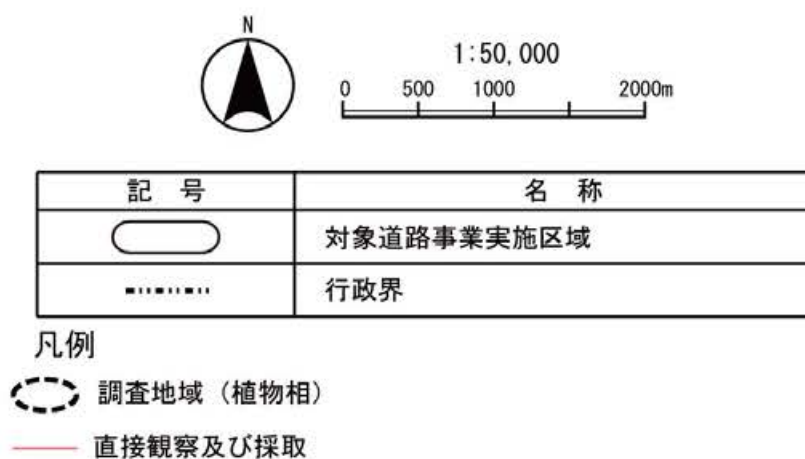 N
1:50,000
0 500 1000 2000m
記 号 名 称
対象道路事業実施区域
行政界
凡例
調査地域（植物相）
直接観察及び採取